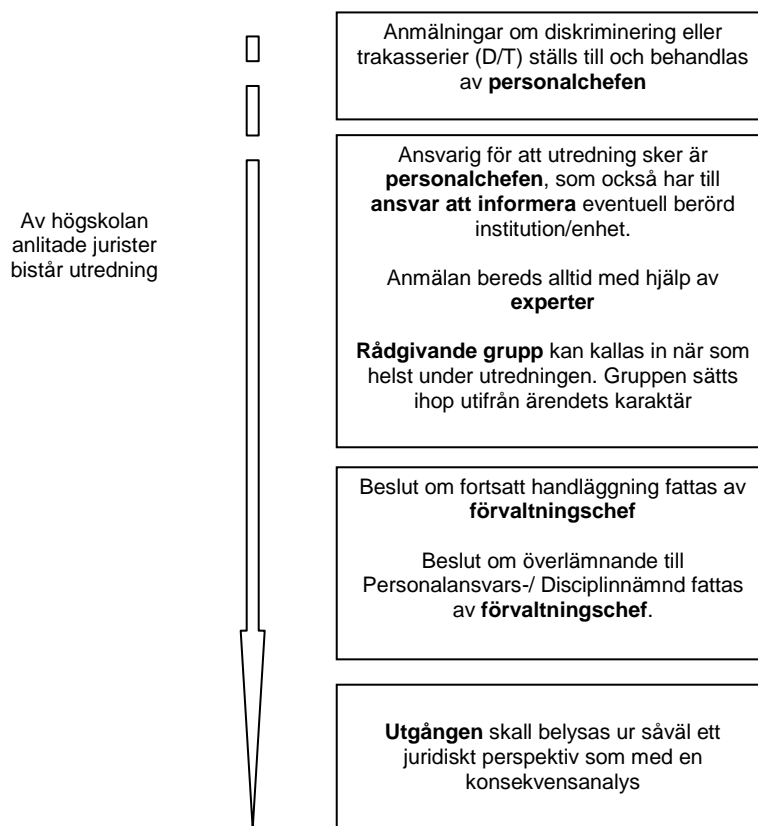 Anmälningar om diskriminering eller
trakasserier (D/T) ställs till och behandlas
av personalchefen
Av högskolan
anlitade jurister
bistår utredning
Ansvarig för att utredning sker är
personalchefen, som också har till
ansvar att informera eventuell berörd
institution/enhet.
Anmälan bereds alltid med hjälp av
experter
Rådgivande grupp kan kallas in när som
helst under utredningen. Gruppen sätts
ihop utifrån ärendets karaktär
Beslut om fortsatt handläggning fattas av
förvaltningschef
Beslut om överlämnande till
Personalansvars-/ Disciplinnämnd fattas
av förvaltningschef.
Utgången skall belysas ur såväl ett
juridiskt perspektiv som med en
konsekvensanalys